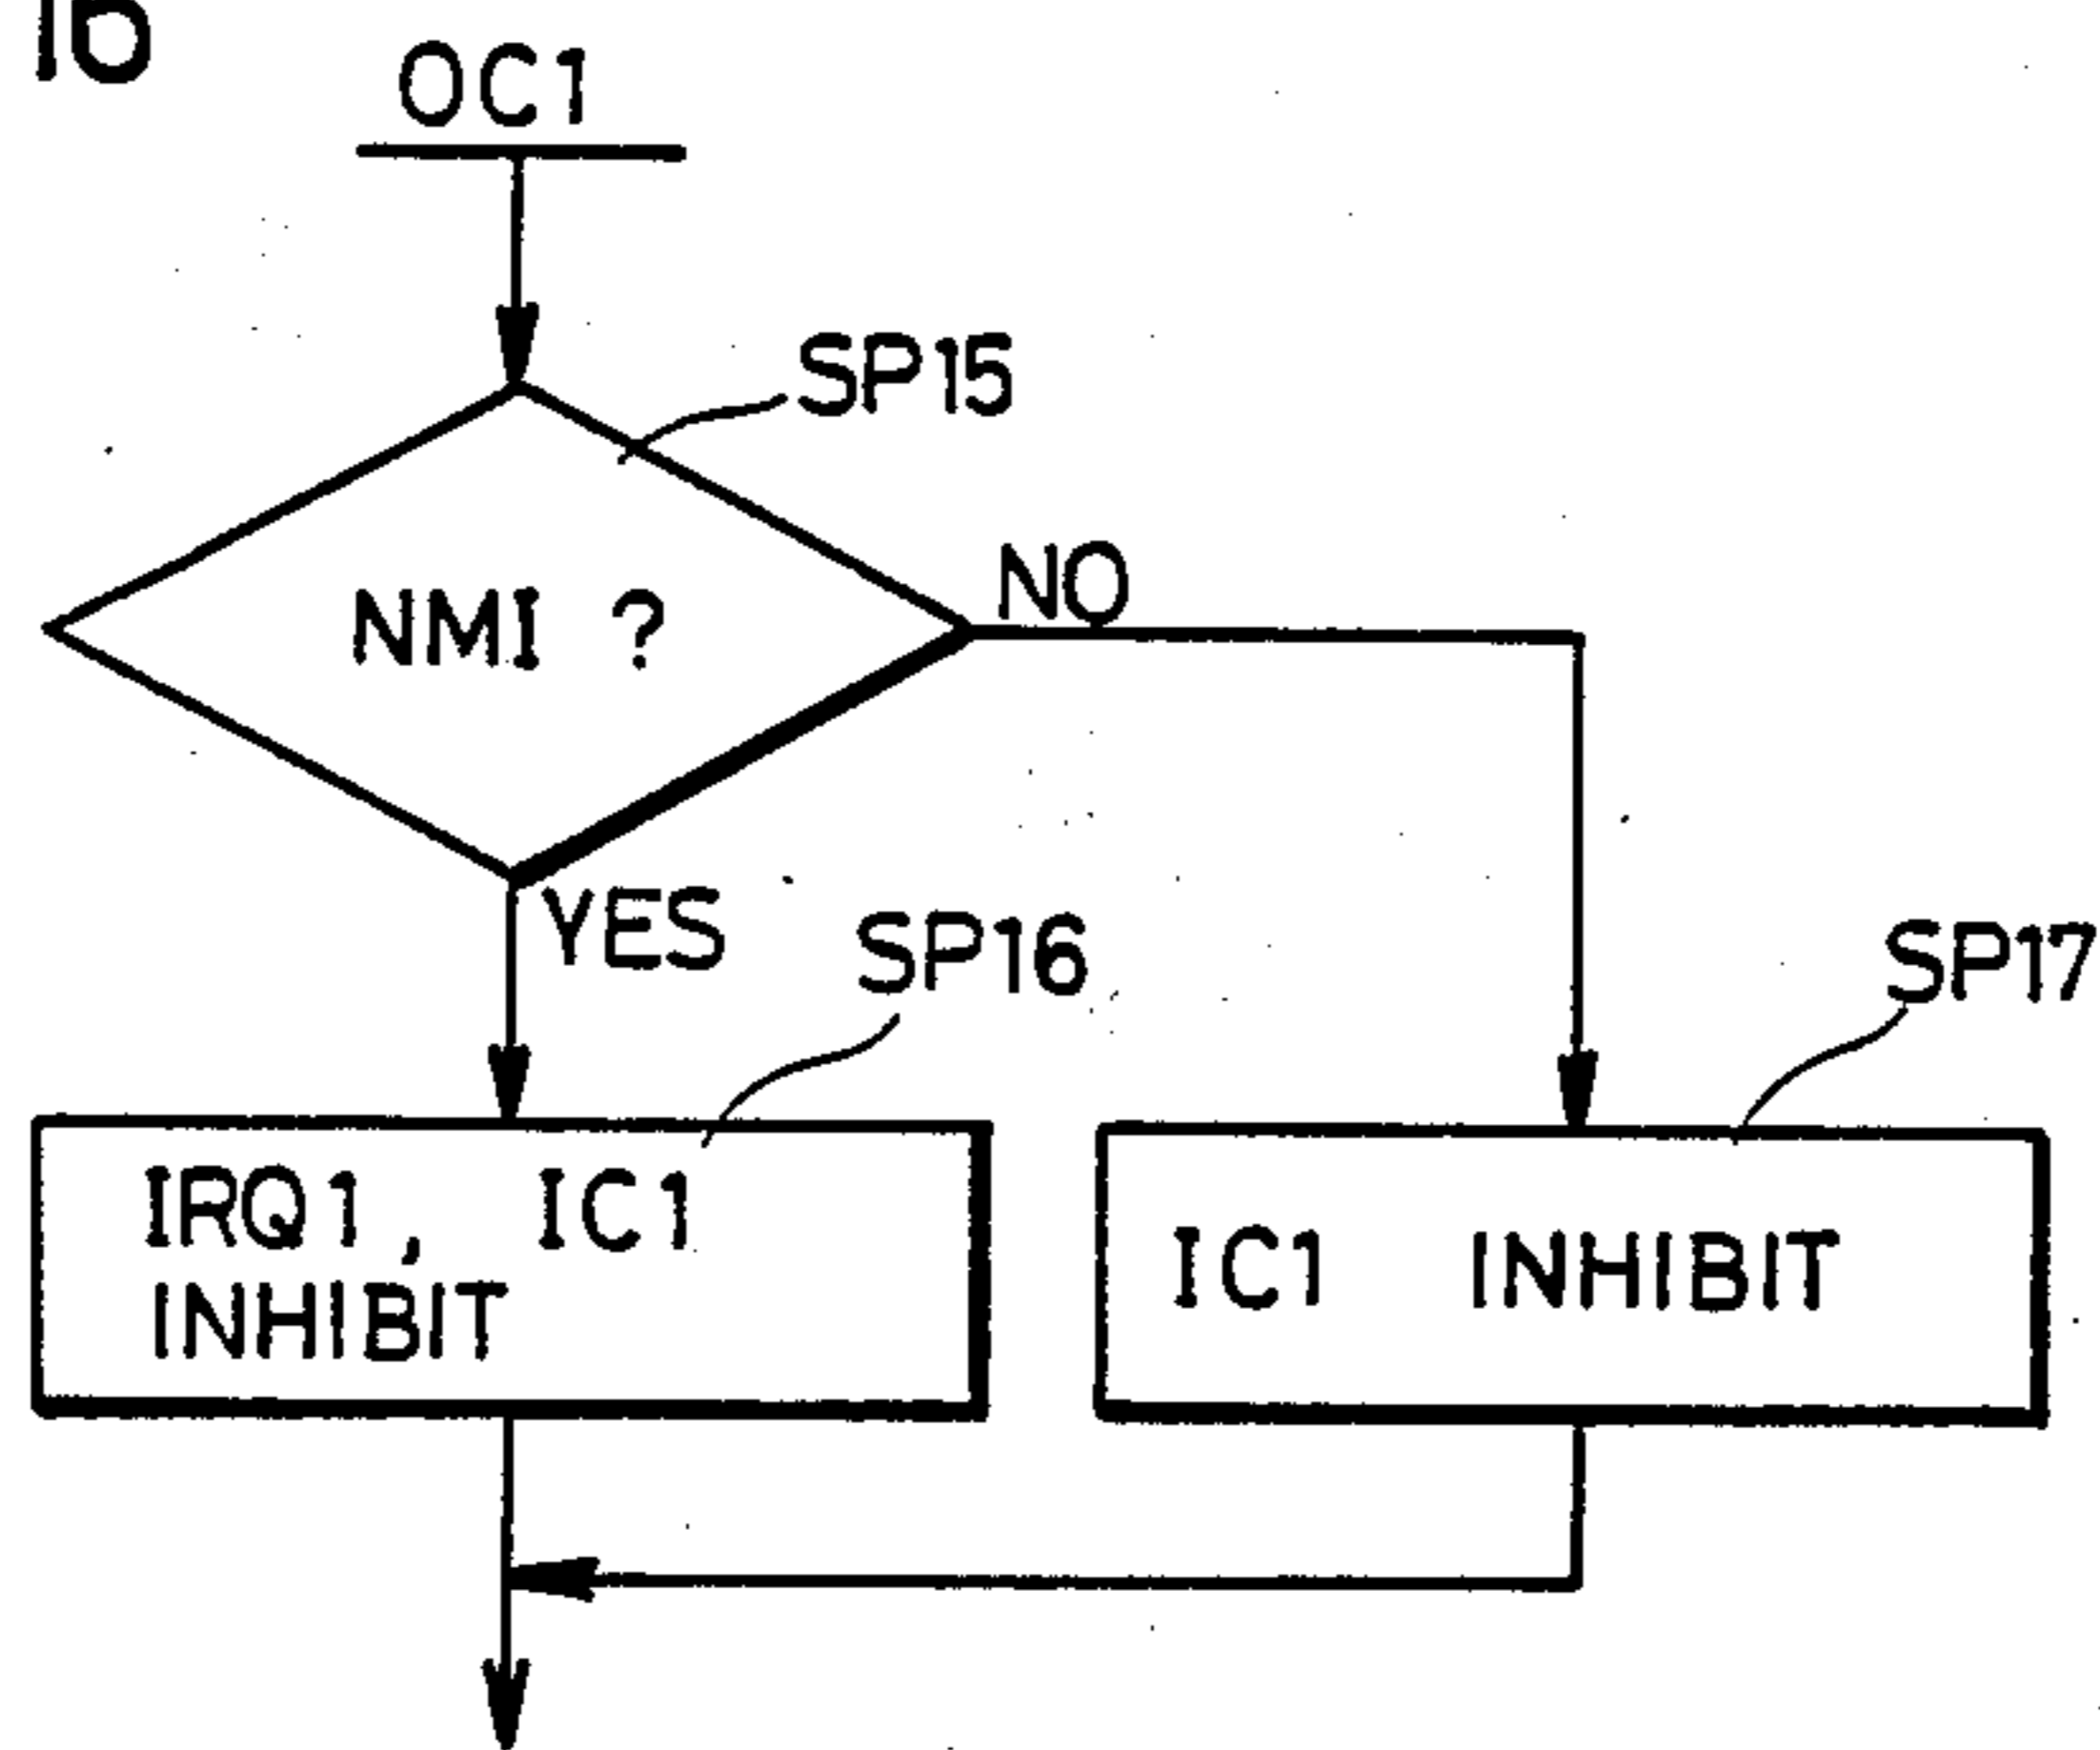 16
OC1
SP15
NMI ?
NO
YES
SP16
SP17
IRQ1, IC1
INHIBIT
IC1 INHIBIT